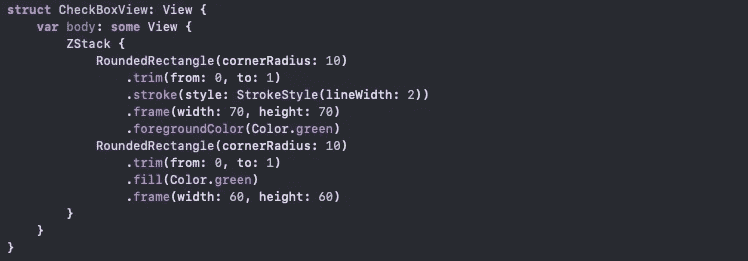 struct CheckBoxView: View {
    var body: some View {
        ZStack {
            RoundedRectangle(cornerRadius: 10)
                .trim(from: 0, to: 1)
                .stroke(style: StrokeStyle(lineWidth: 2))
                .frame(width: 70, height: 70)
                .foregroundColor(Color.green)
            RoundedRectangle(cornerRadius: 10)
                .trim(from: 0, to: 1)
                .fill(Color.green)
                .frame(width: 60, height: 60)
        }
    }
}